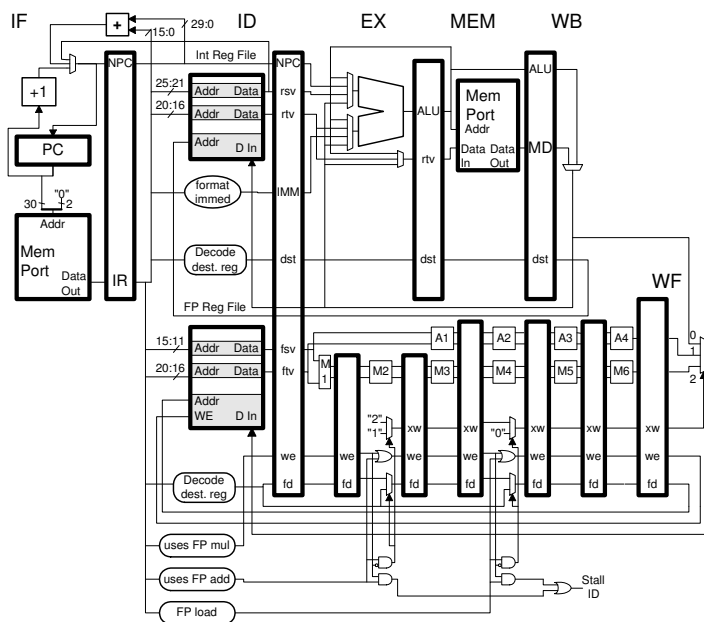 IF ID EX MEM WB
+ 29:0
15:0
Int Reg File
NPC NPC ALU
+1
25:21 Addr Data rsv
20:16 Addr Data rtv
Addr D In
ALU
Mem
Port
Addr
Data
In
Data
Out
MD
PC
rtv
format
immed
IMM
30 "0" 2
Addr
Mem
Port
Data
Out
IR
Decode
dest. reg
dst dst dst
FP Reg File
WF
15:11 Addr Data fsv
20:16 Addr Data ftv
Addr
WE D In
A1 A2 A3 A4
M
1
M2 M3 M4 M5 M6
0
1
2
"2"
"1"
xw xw
"0"
xw xw xw
we we we we we we we
Decode
dest. reg
fd fd fd fd fd fd fd
uses FP mul
uses FP add
FP load
Stall
ID